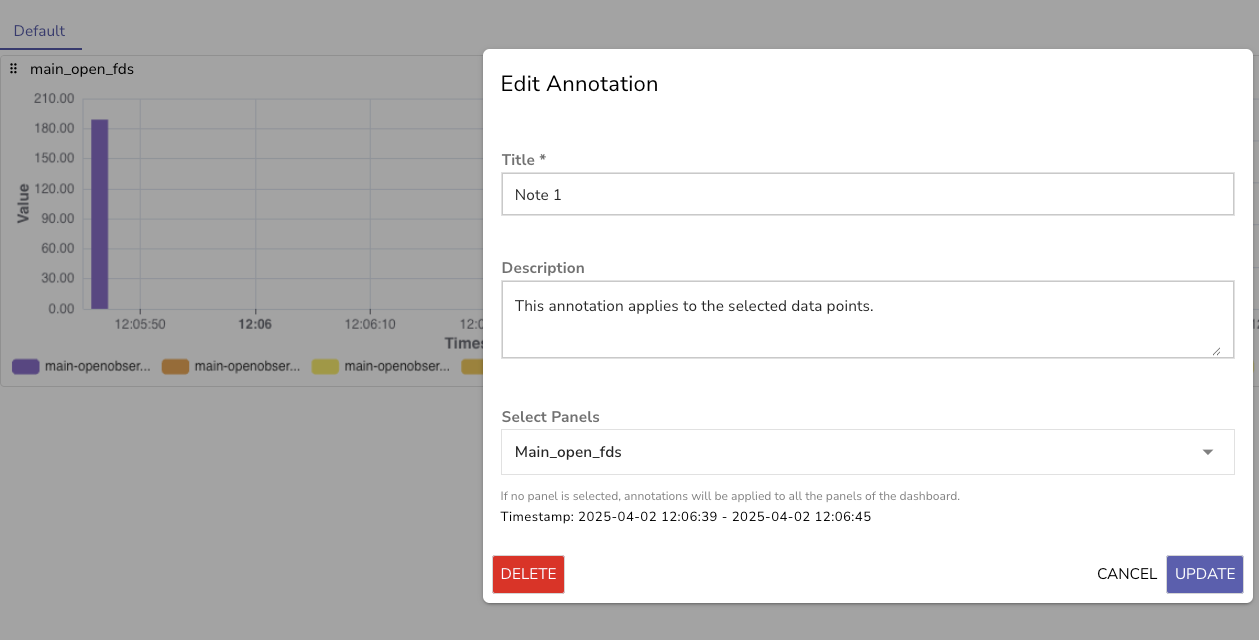 Default
main_open_fds
210.00
180.00
150.00
120.00
90.00
60.00
30.00
0.00
Value
12:05:50 12:06 12:06:10
main-openobser... main-openobser... main-openobser...
Edit Annotation
Title *
Note 1
Description
This annotation applies to the selected data points.
Select Panels
Main_open_fds
If no panel is selected, annotations will be applied to all the panels of the dashboard.
Timestamp: 2025-04-02 12:06:39 - 2025-04-02 12:06:45
DELETE CANCEL UPDATE